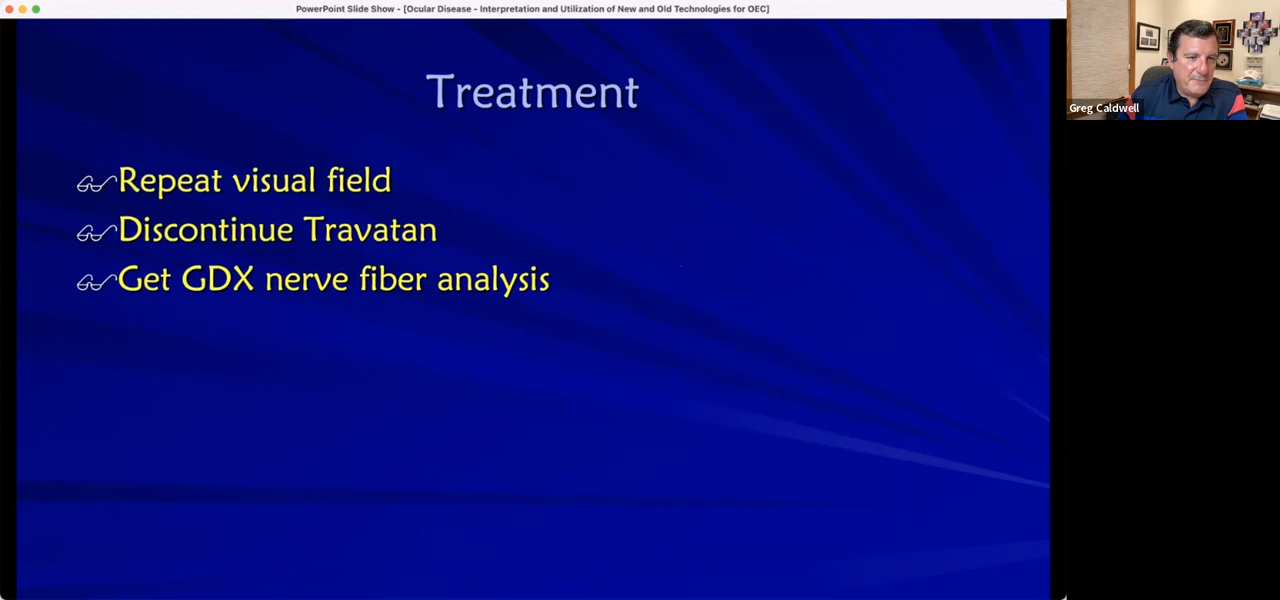 PowerPoint Slide Show - [Ocular Disease - Interpretation and Utilization of New and Old Technologies for OEC]
Treatment
Repeat visual field
Discontinue Travatan
Get GDX nerve fiber analysis
Greg Caldwell